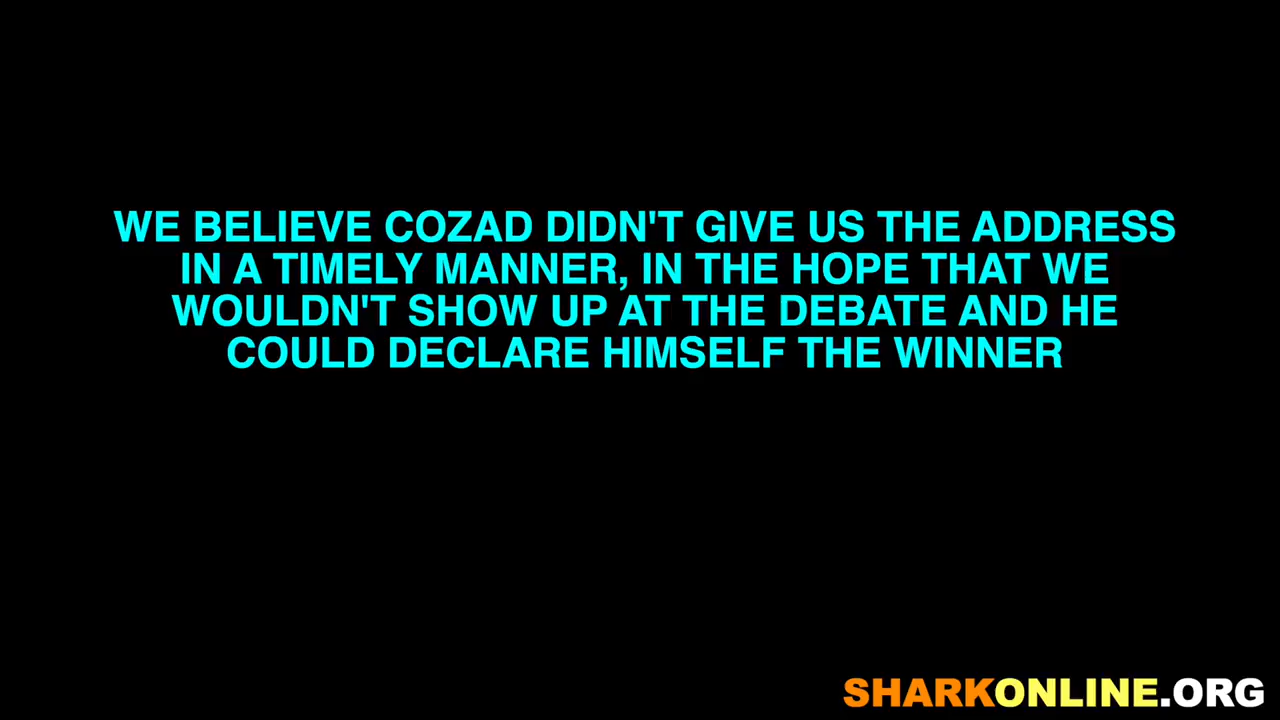 WE BELIEVE COZAD DIDN'T GIVE US THE ADDRESS
IN A TIMELY MANNER, IN THE HOPE THAT WE
WOULDN'T SHOW UP AT THE DEBATE AND HE
COULD DECLARE HIMSELF THE WINNER
SHARKONLINE.ORG